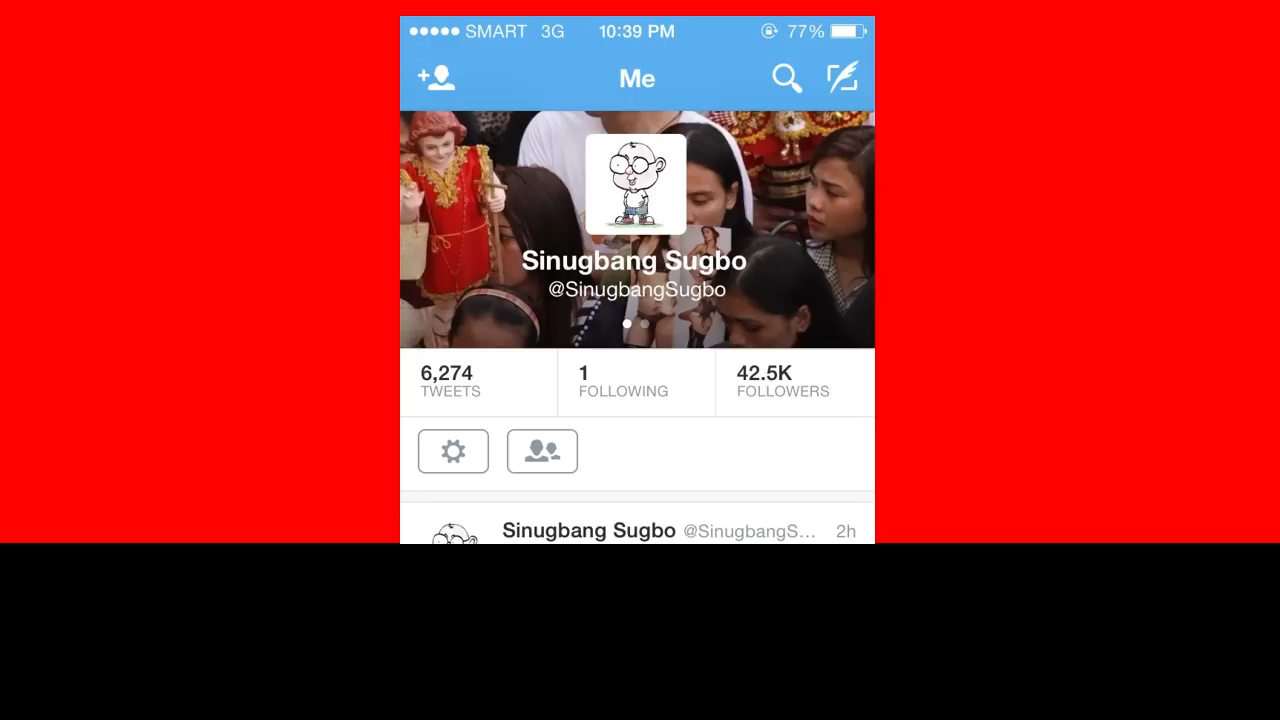 SMART 3G 10:39 PM 77%
Me
Sinugbang Sugbo
@SinugbangSugbo
6,274 1 42.5K
TWEETS FOLLOWING FOLLOWERS
Sinugbang Sugbo @SinugbangS... 2h